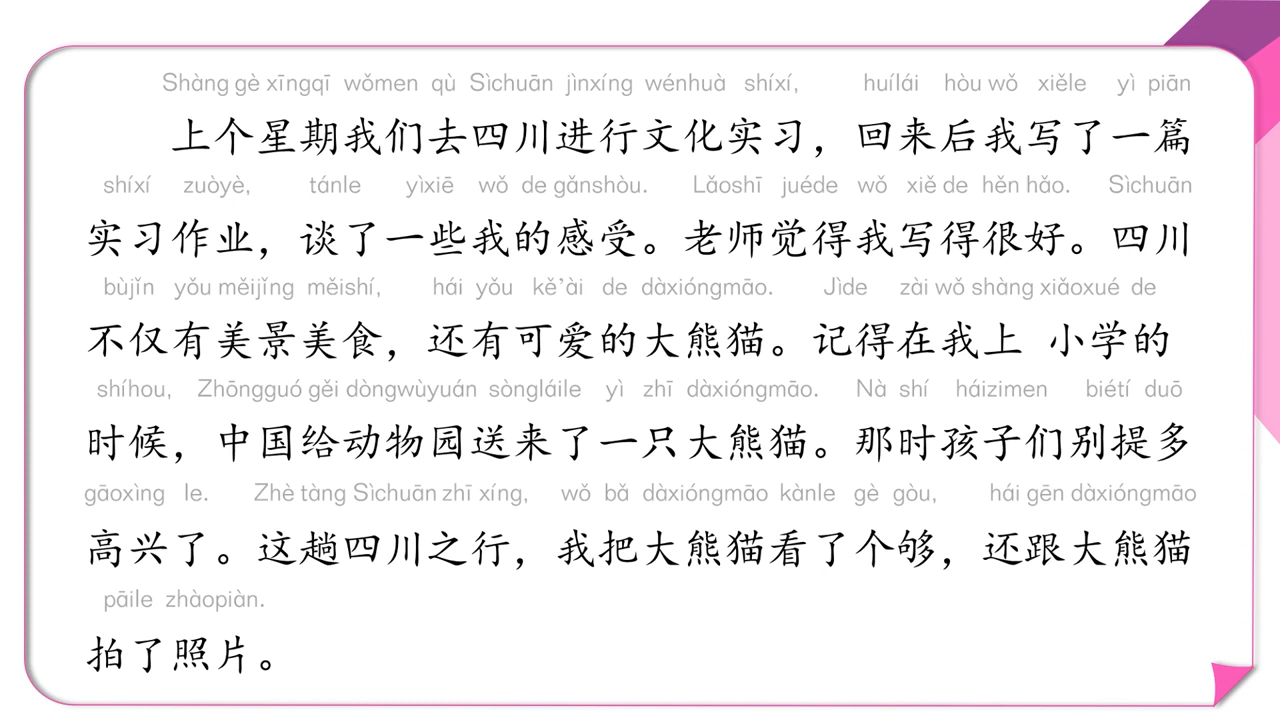 Shàng gè xīngqī wǒmen qù Sìchuān jìnxíng wénhuà shíxí, huílái hòu wǒ xiěle yì piān
上个星期我们去四川进行文化实习，回来后我写了一篇
shíxí zuòyè, tánle yìxiē wǒ de gǎnshòu. Lǎoshī juéde wǒ xiě de hěn hǎo. Sìchuān
实习作业，谈了一些我的感受。老师觉得我写得很好。四川
bùjǐn yǒu měijǐng měishí, hái yǒu kě’ài de dàxióngmāo. Jìde zài wǒ shàng xiǎoxué de
不仅有美景美食，还有可爱的大熊猫。记得在我上 小学的
shíhou, Zhōngguó gěi dòngwùyuán sòngláile yì zhī dàxióngmāo. Nà shí háizimen biétí duō
时候，中国给动物园送来了一只大熊猫。那时孩子们别提多
gāoxìng le. Zhè tàng Sìchuān zhī xíng, wǒ bǎ dàxióngmāo kànle gè gòu, hái gēn dàxióngmāo
高兴了。这趟四川之行，我把大熊猫看了个够，还跟大熊猫
pāile zhàopiàn.
拍了照片。